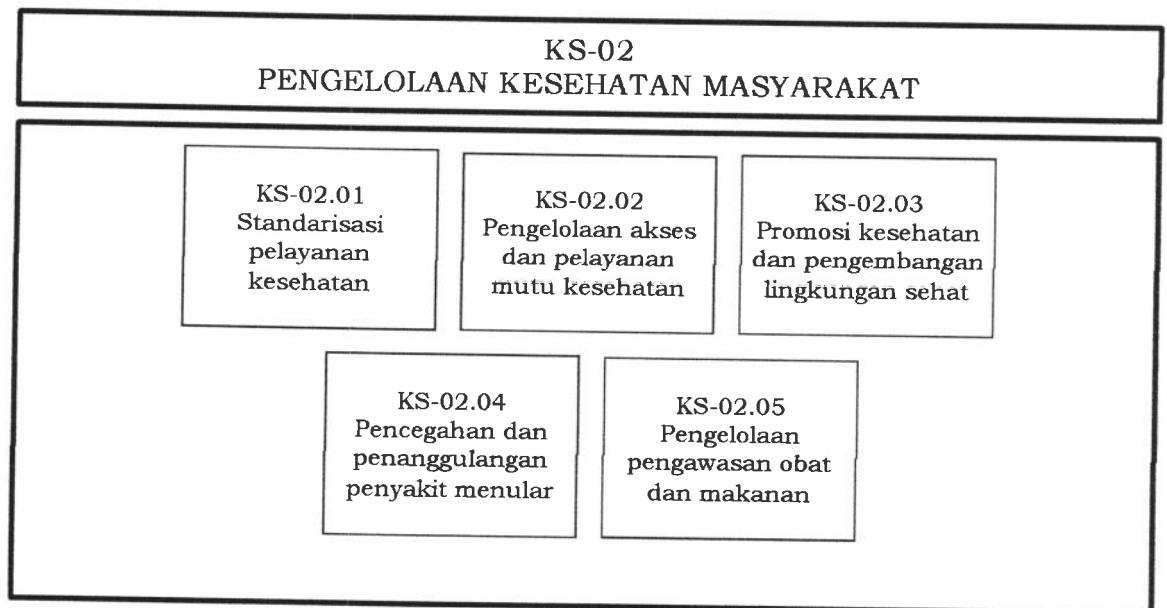 KS-02
PENGELOLAAN KESEHATAN MASYARAKAT
KS-02.01
Standarisasi
pelayanan
kesehatan
KS-02.02
Pengelolaan akses
dan pelayanan
mutu kesehatan
KS-02.03
Promosi kesehatan
dan pengembangan
lingkungan sehat
KS-02.04
Pencegahan dan
penanggulangan
penyakit menular
KS-02.05
Pengelolaan
pengawasan obat
dan makanan